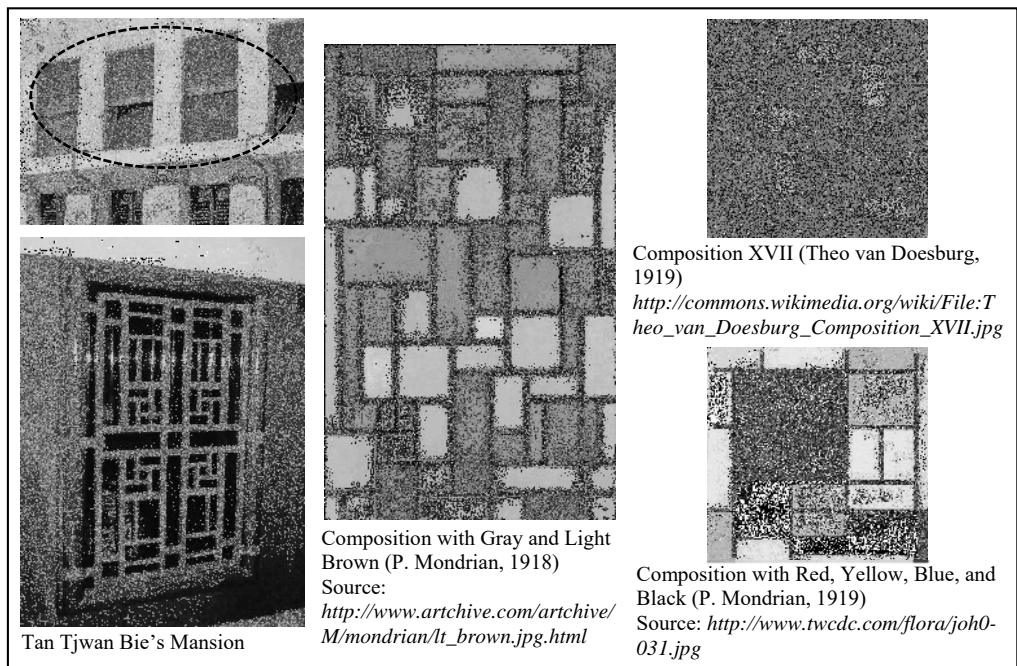 Tan Tjwan Bie's Mansion
Composition with Gray and Light
Brown (P. Mondrian, 1918)
Source:
http://www.artchive.com/artchive/
M/mondrian/lt_brown.jpg.html
Composition XVII (Theo van Doesburg,
1919)
http://commons.wikimedia.org/wiki/File:T
heo_van_Doesburg_Composition_XVII.jpg
Composition with Red, Yellow, Blue, and
Black (P. Mondrian, 1919)
Source: http://www.twcdc.com/flora/joh0-
031.jpg